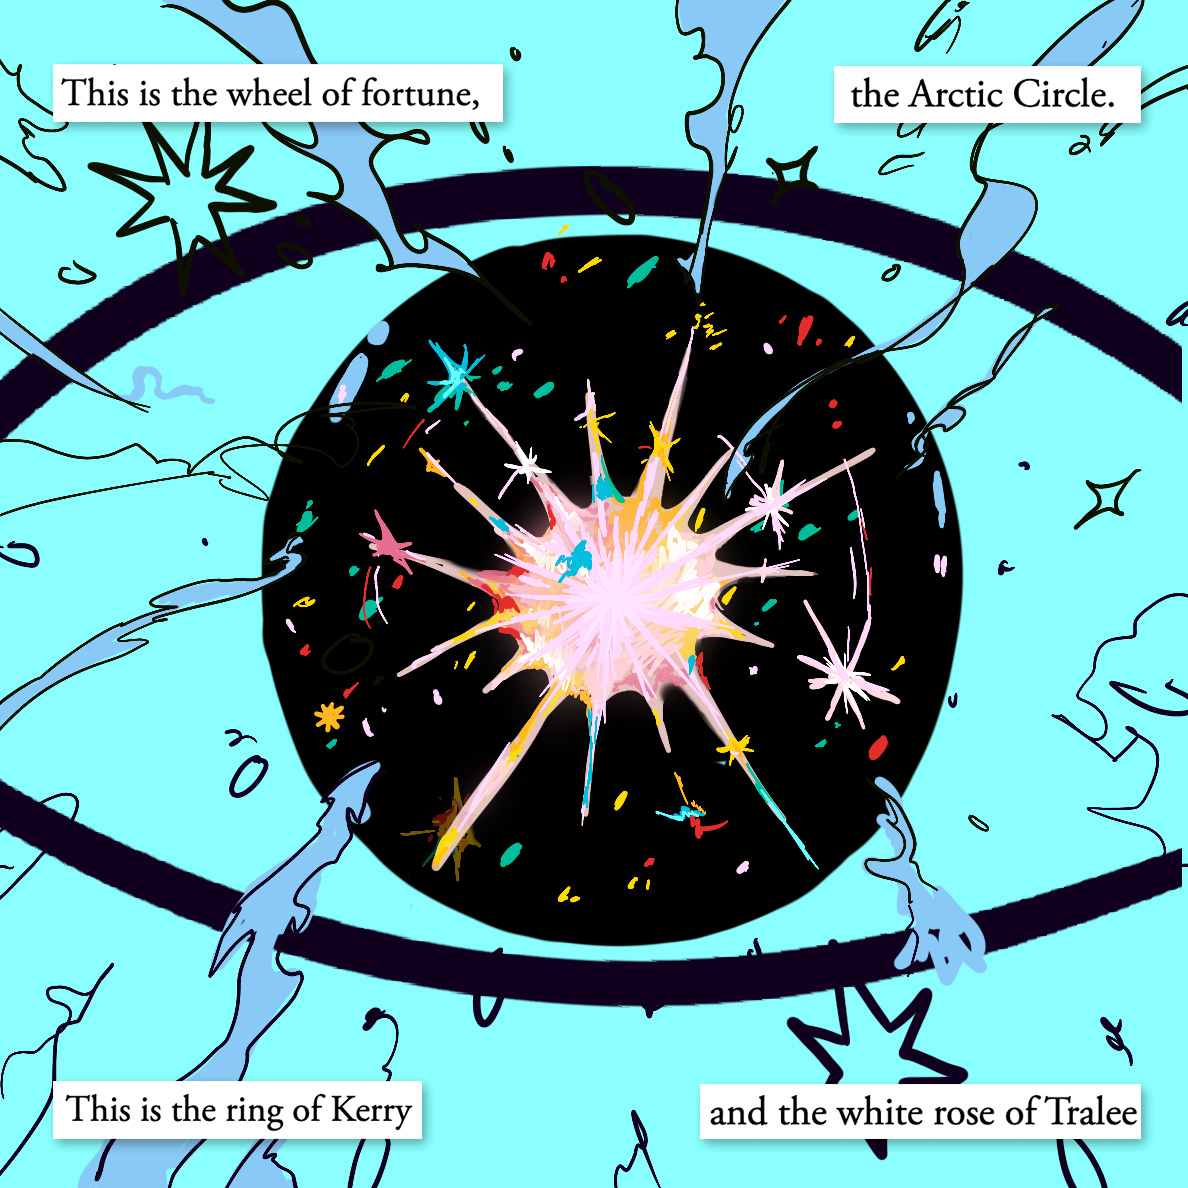 This is the wheel of fortune,
the Arctic Circle.
This is the ring of Kerry
and the white rose of Tralee